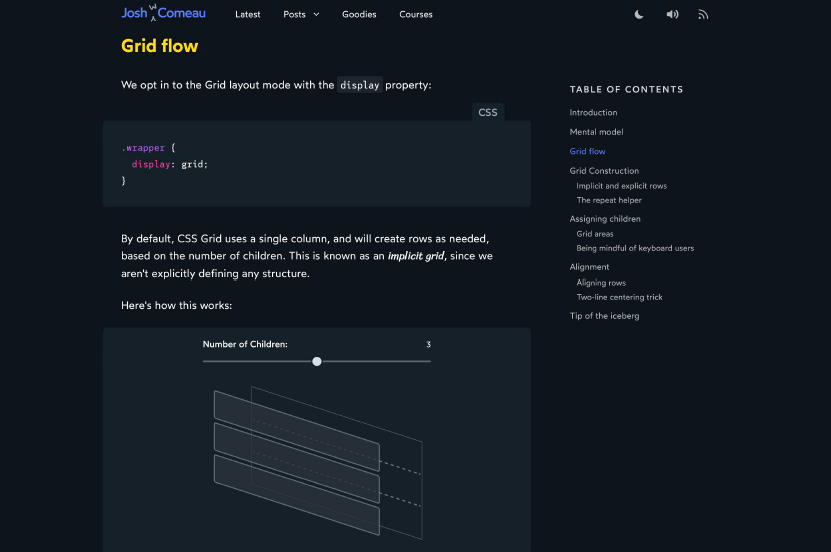 Josh Comeau
Latest
Posts
Goodies
Courses
Grid flow
We opt in to the Grid layout mode with the display property:
CSS
.wrapper {
display: grid;
}
By default, CSS Grid uses a single column, and will create rows as needed,
based on the number of children. This is known as an implicit grid, since we
aren't explicitly defining any structure.
Here's how this works:
Number of Children: 3
TABLE OF CONTENTS
Introduction
Mental model
Grid flow
Grid Construction
Implicit and explicit rows
The repeat helper
Assigning children
Grid areas
Being mindful of keyboard users
Alignment
Aligning rows
Two-line centering trick
Tip of the iceberg